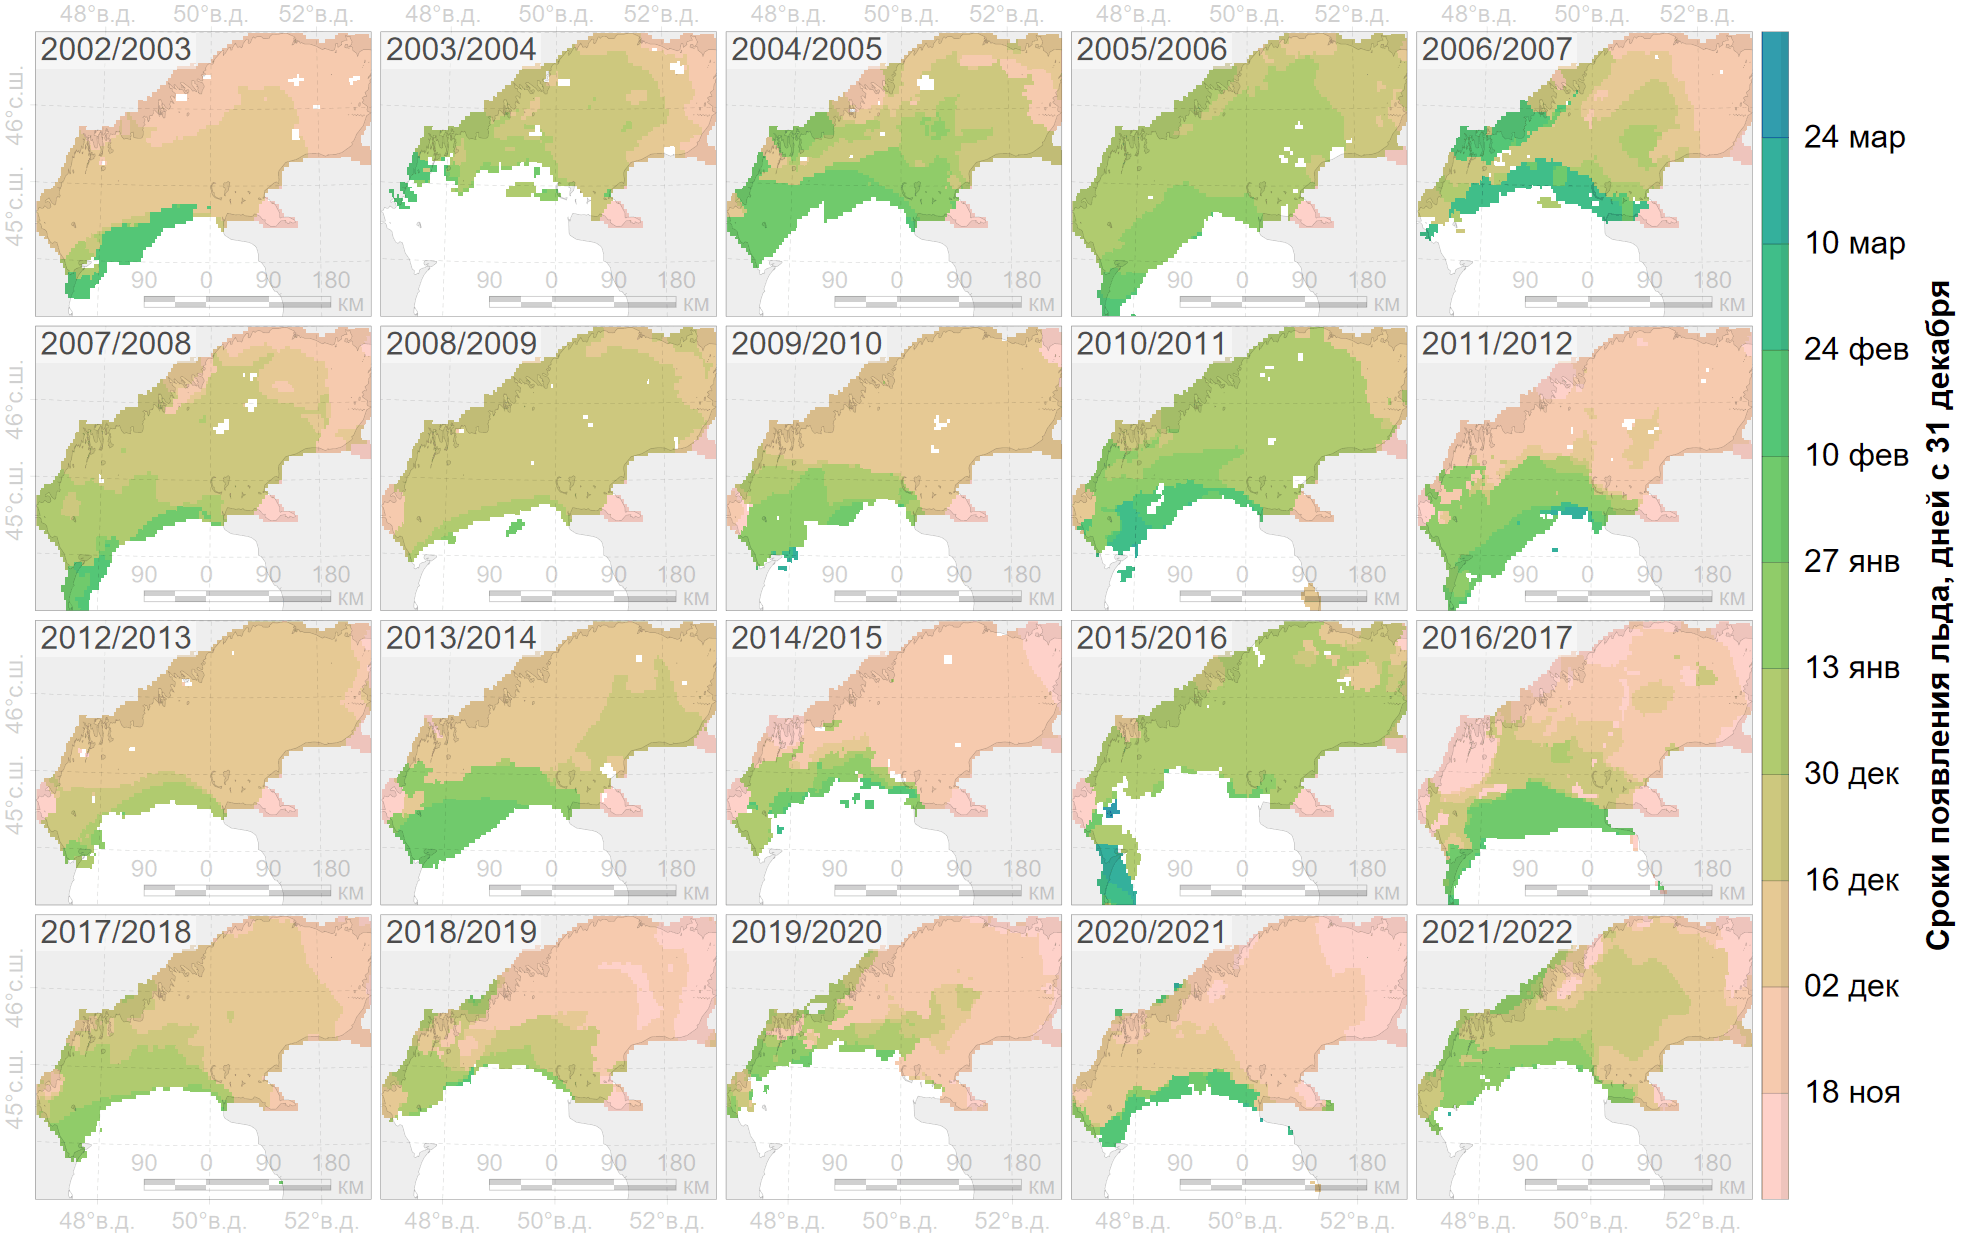 48°в.д. 50°в.д. 52°в.д. 48°в.д. 50°в.д. 52°в.д.
2002/2003 2003/2004 2004/2005 2005/2006 2006/2007
46°с.ш.
45°с.ш.
90 0 90 180 90 0 90 180 90 0 90 180 90 0 90 180 90 0 90 180
км км км км км
2007/2008 2008/2009 2009/2010 2010/2011 2011/2012
46°с.ш.
45°с.ш.
90 0 90 180 90 0 90 180 90 0 90 180 90 0 90 180 90 0 90 180
км км км км км
2012/2013 2013/2014 2014/2015 2015/2016 2016/2017
46°с.ш.
45°с.ш.
90 0 90 180 90 0 90 180 90 0 90 180 90 0 90 180 90 0 90 180
км км км км км
2017/2018 2018/2019 2019/2020 2020/2021 2021/2022
46°с.ш.
45°с.ш.
90 0 90 180 90 0 90 180 90 0 90 180 90 0 90 180 90 0 90 180
км км км км км
48°в.д. 50°в.д. 52°в.д. 48°в.д. 50°в.д. 52°в.д. 48°в.д. 50°в.д. 52°в.д. 48°в.д. 50°в.д. 52°в.д. 48°в.д. 50°в.д. 52°в.д.
24 мар
10 мар
24 фев
10 фев
27 янв
13 янв
30 дек
16 дек
02 дек
18 ноя
Сроки появления льда, дней с 31 декабря